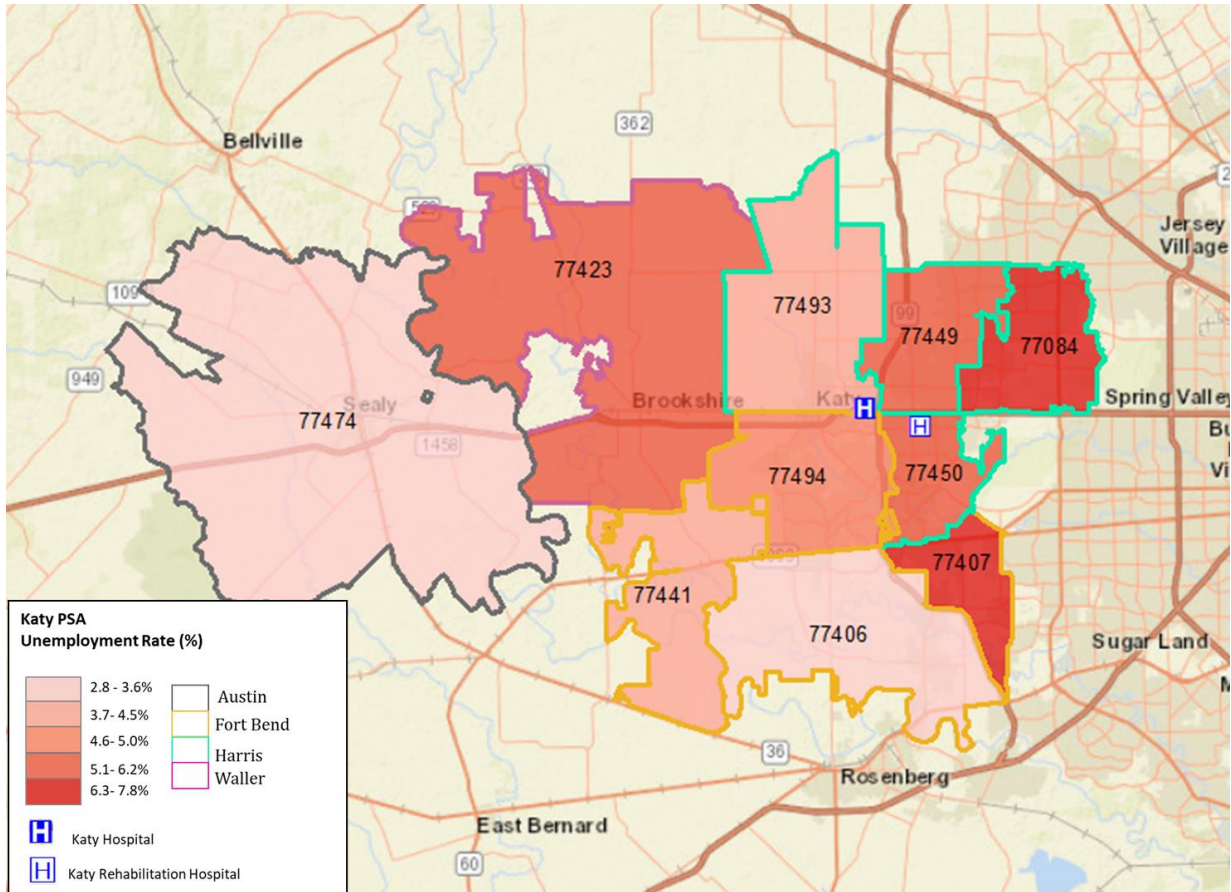 362
Bellville
529
Jersey
Village
77423
109
77493
99
77449
77084
949
Sealy
77474
Brookshire
Katy
Spring Valley
1458
77494
77450
77407
77441
77406
Sugar Land
36
Rosenberg
East Bernard
60
Katy PSA
Unemployment Rate (%)
2.8 - 3.6%
3.7- 4.5%
4.6- 5.0%
5.1 - 6.2%
6.3- 7.8%
Austin
Fort Bend
Harris
Waller
H Katy Hospital
H Katy Rehabilitation Hospital
H
H